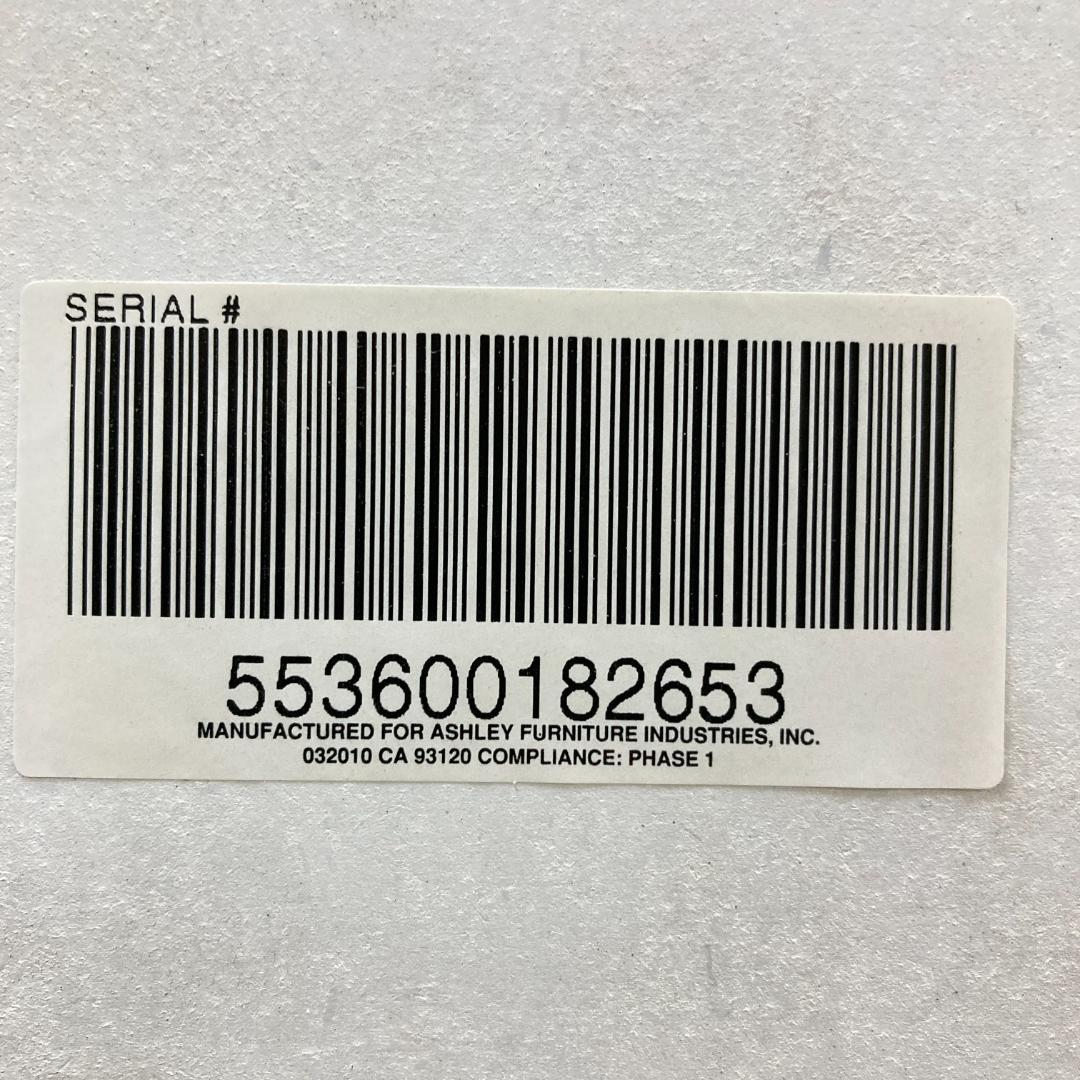 SERIAL #
553600182653
MANUFACTURED FOR ASHLEY FURNITURE INDUSTRIES, INC.
032010 CA 93120 COMPLIANCE: PHASE 1